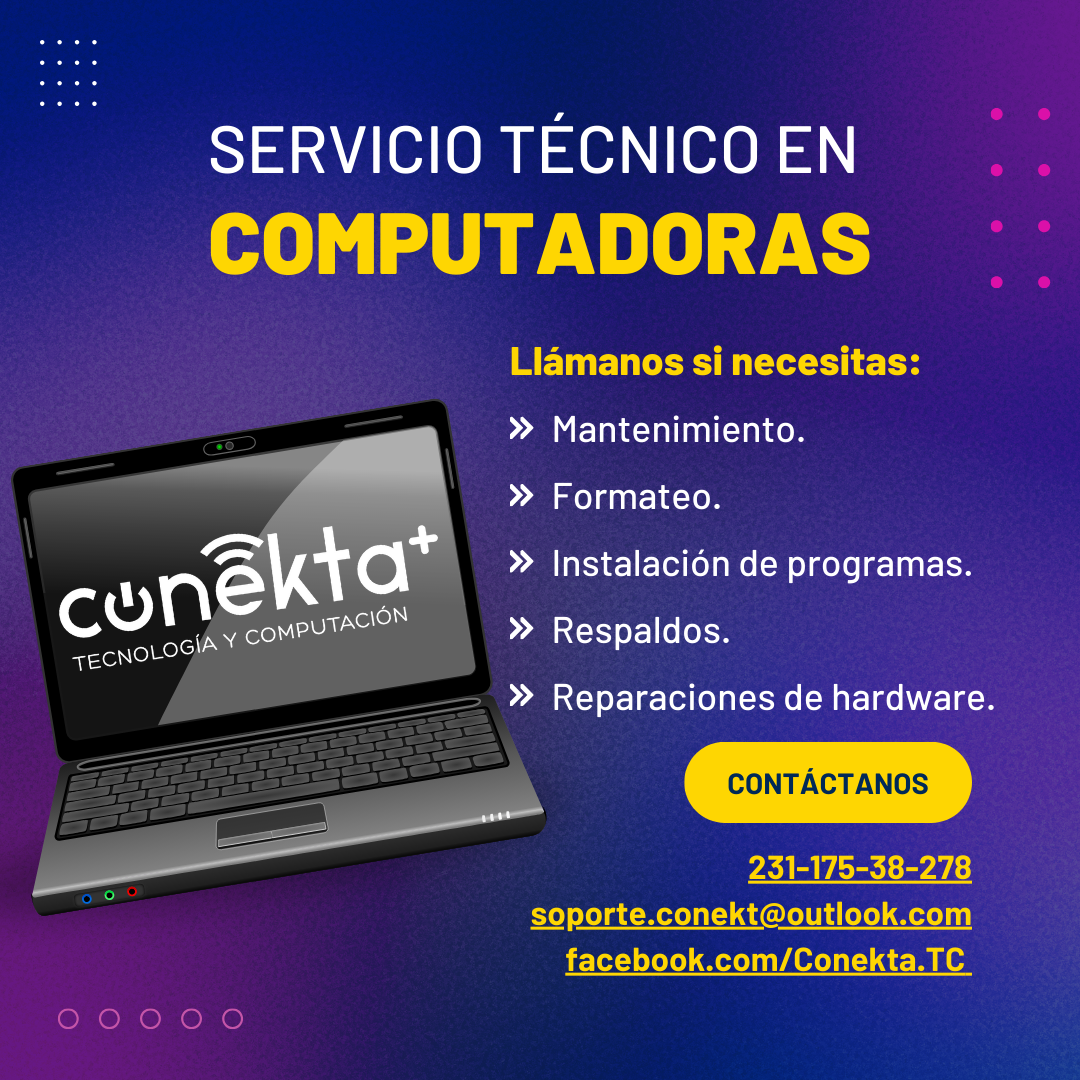 SERVICIO TÉCNICO EN
COMPUTADORAS
Llámanos si necesitas:
Mantenimiento.
Formateo.
Instalación de programas.
Respaldos.
Reparaciones de hardware.
conekta+
TECNOLOGÍA Y COMPUTACIÓN
CONTÁCTANOS
231-175-38-278
soporte.conekt@outlook.com
facebook.com/Conekta.TC